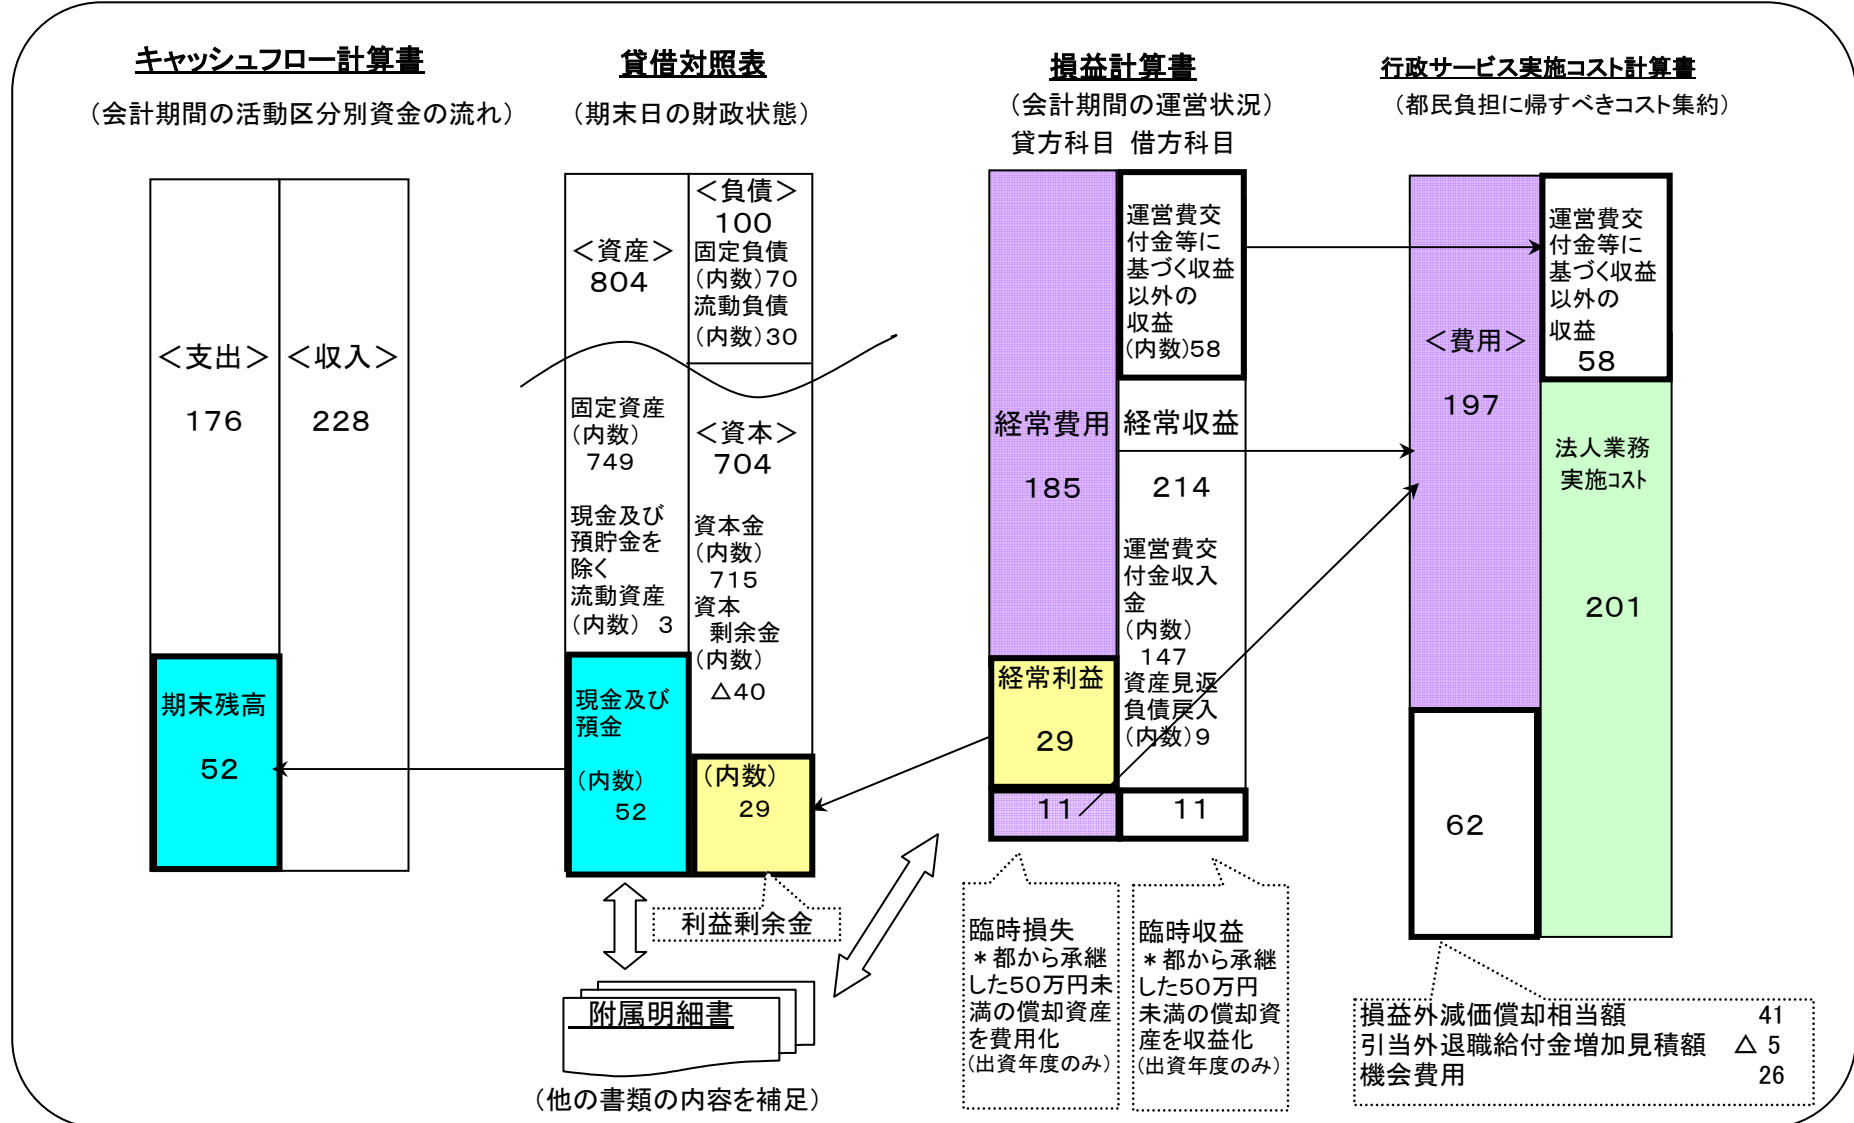 キャッシュフロー計算書
（会計期間の活動区分別資金の流れ）
＜支出＞
176
＜収入＞
228
期末残高
52
貸借対照表
（期末日の財政状態）
＜資産＞
804
固定資産
（内数）
749
現金及び
預貯金を
除く
流動資産
（内数） 3
現金及び
預金
（内数）
52
＜負債＞
100
固定負債
（内数）70
流動負債
（内数）30
＜資本＞
704
資本金
（内数）
715
資本
剰余金
（内数）
△40
（内数）
29
利益剰余金
附属明細書
（他の書類の内容を補足）
損益計算書
（会計期間の運営状況）
貸方科目 借方科目
経常費用
185
経常利益
29
11
運営費交
付金等に
基づく収益
以外の
収益
（内数）58
経常収益
214
運営費交
付金収入
金
（内数）
147
資産見返
負債戻入
（内数）9
11
臨時損失
＊都から承継
した50万円未
満の償却資産
を費用化
（出資年度のみ）
臨時収益
＊都から承継
した50万円
未満の償却資
産を収益化
（出資年度のみ）
行政サービス実施コスト計算書
（都民負担に帰すべきコスト集約）
＜費用＞
197
62
運営費交
付金等に
基づく収益
以外の
収益
58
法人業務
実施コスト
201
損益外減価償却相当額 41
引当外退職給付金増加見積額 △ 5
機会費用 26